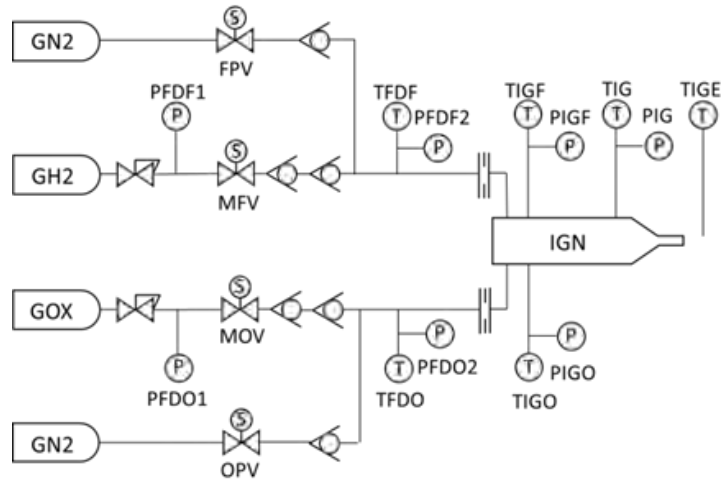 GN2
S
FPV
PFDF1
P
TFDF
T
PFDF2
P
TIGF
T
PIGF
P
TIG
T
PIG
P
TIGE
T
GH2
S
MFV
IGN
GOX
S
MOV
P
PFDO1
P
PFDO2
T
TFDO
P
PIGO
T
TIGO
GN2
S
OPV